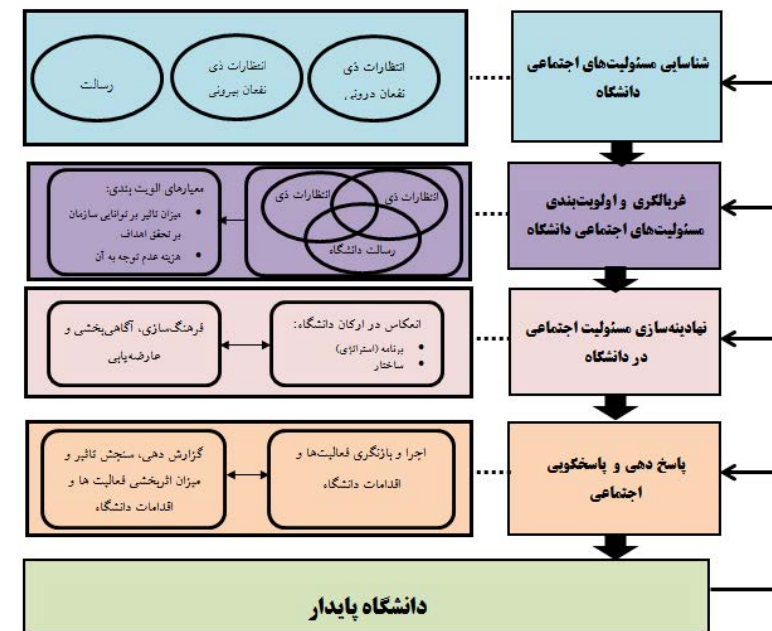 شناسایی مسئولیت‌های اجتماعی
دانشگاه
انتظارات ذی
نفعان درونی
انتظارات ذی
نفعان بیرونی
رسالت
غربالگری و اولویت‌بندی
مسئولیت‌های اجتماعی دانشگاه
انتظارات ذی
انتظارات ذی
رسالت دانشگاه
معیارهای الویت بندی:
میزان تاثیر بر توانایی سازمان
بر تحقق اهداف
هزینه عدم توجه به آن
نهادینه‌سازی مسئولیت اجتماعی
در دانشگاه
انعکاس در ارکان دانشگاه:
برنامه (استراتژی)
ساختار
فرهنگ‌سازی، آگاهی‌بخشی و
عارضه‌یابی
پاسخ دهی و پاسخگویی
اجتماعی
اجرا و بازنگری فعالیت‌ها و
اقدامات دانشگاه
گزارش دهی، سنجش تاثیر و
میزان اثربخشی فعالیت ها و
اقدامات دانشگاه
دانشگاه پایدار